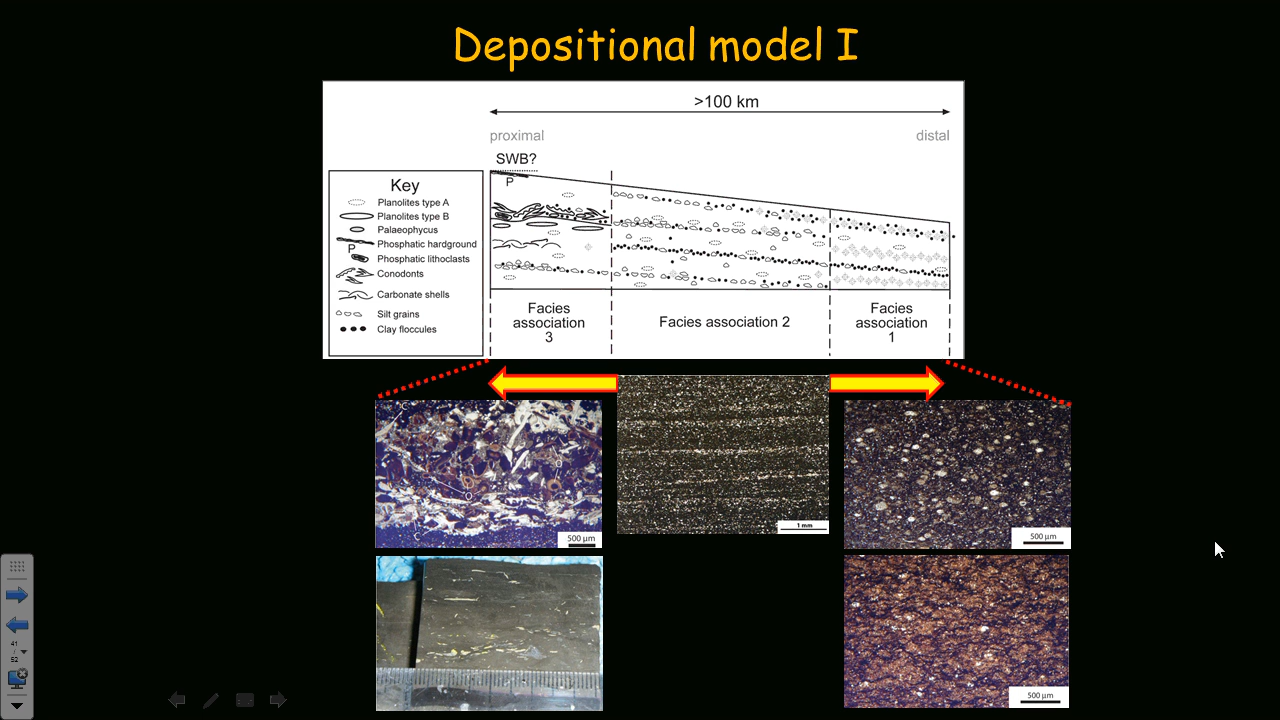 Depositional model I
>100 km
proximal
distal
SWB?
P
Key
Planolites type A
Planolites type B
Palaeophycus
Phosphatic hardground
P
Phosphatic lithoclasts
Conodonts
Carbonate shells
Silt grains
Clay floccules
Facies
association
3
Facies association 2
Facies
association
1
C
O
O
C
500 µm
1 mm
500 µm
500 µm
41
/
52